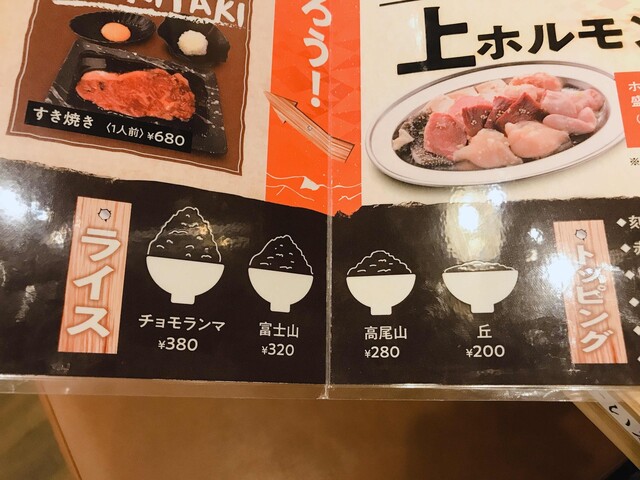 KIYAKI
すき焼き 〈1人前〉¥680
ろう!
上ホルモン
ライス
チョモランマ
¥380
富士山
¥320
高尾山
¥280
丘
¥200
トッピング